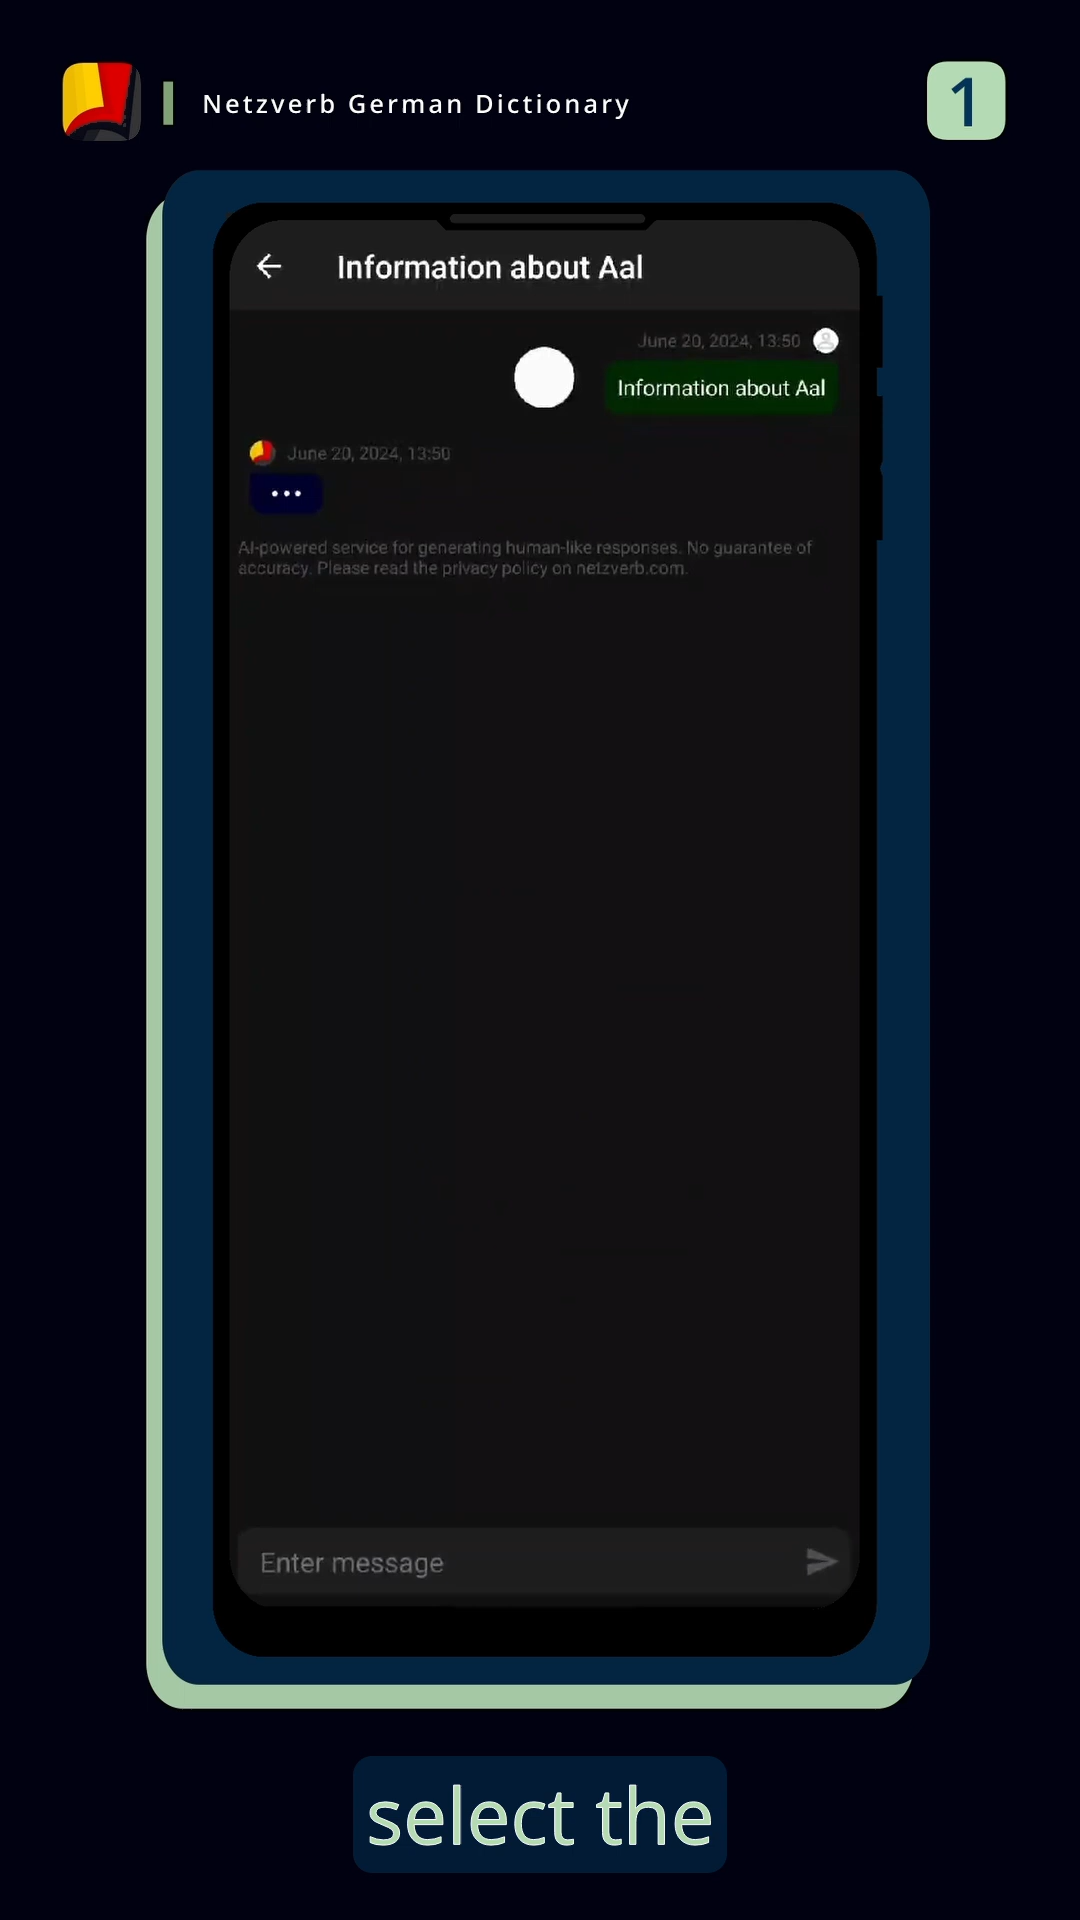 Netzverb German Dictionary
1
Information about Aal
June 20, 2024, 13:50
Information about Aal
June 20, 2024, 13:50
AI-powered service for generating human-like responses. No guarantee of
accuracy. Please read the privacy policy on netzverb.com.
Enter message
select the